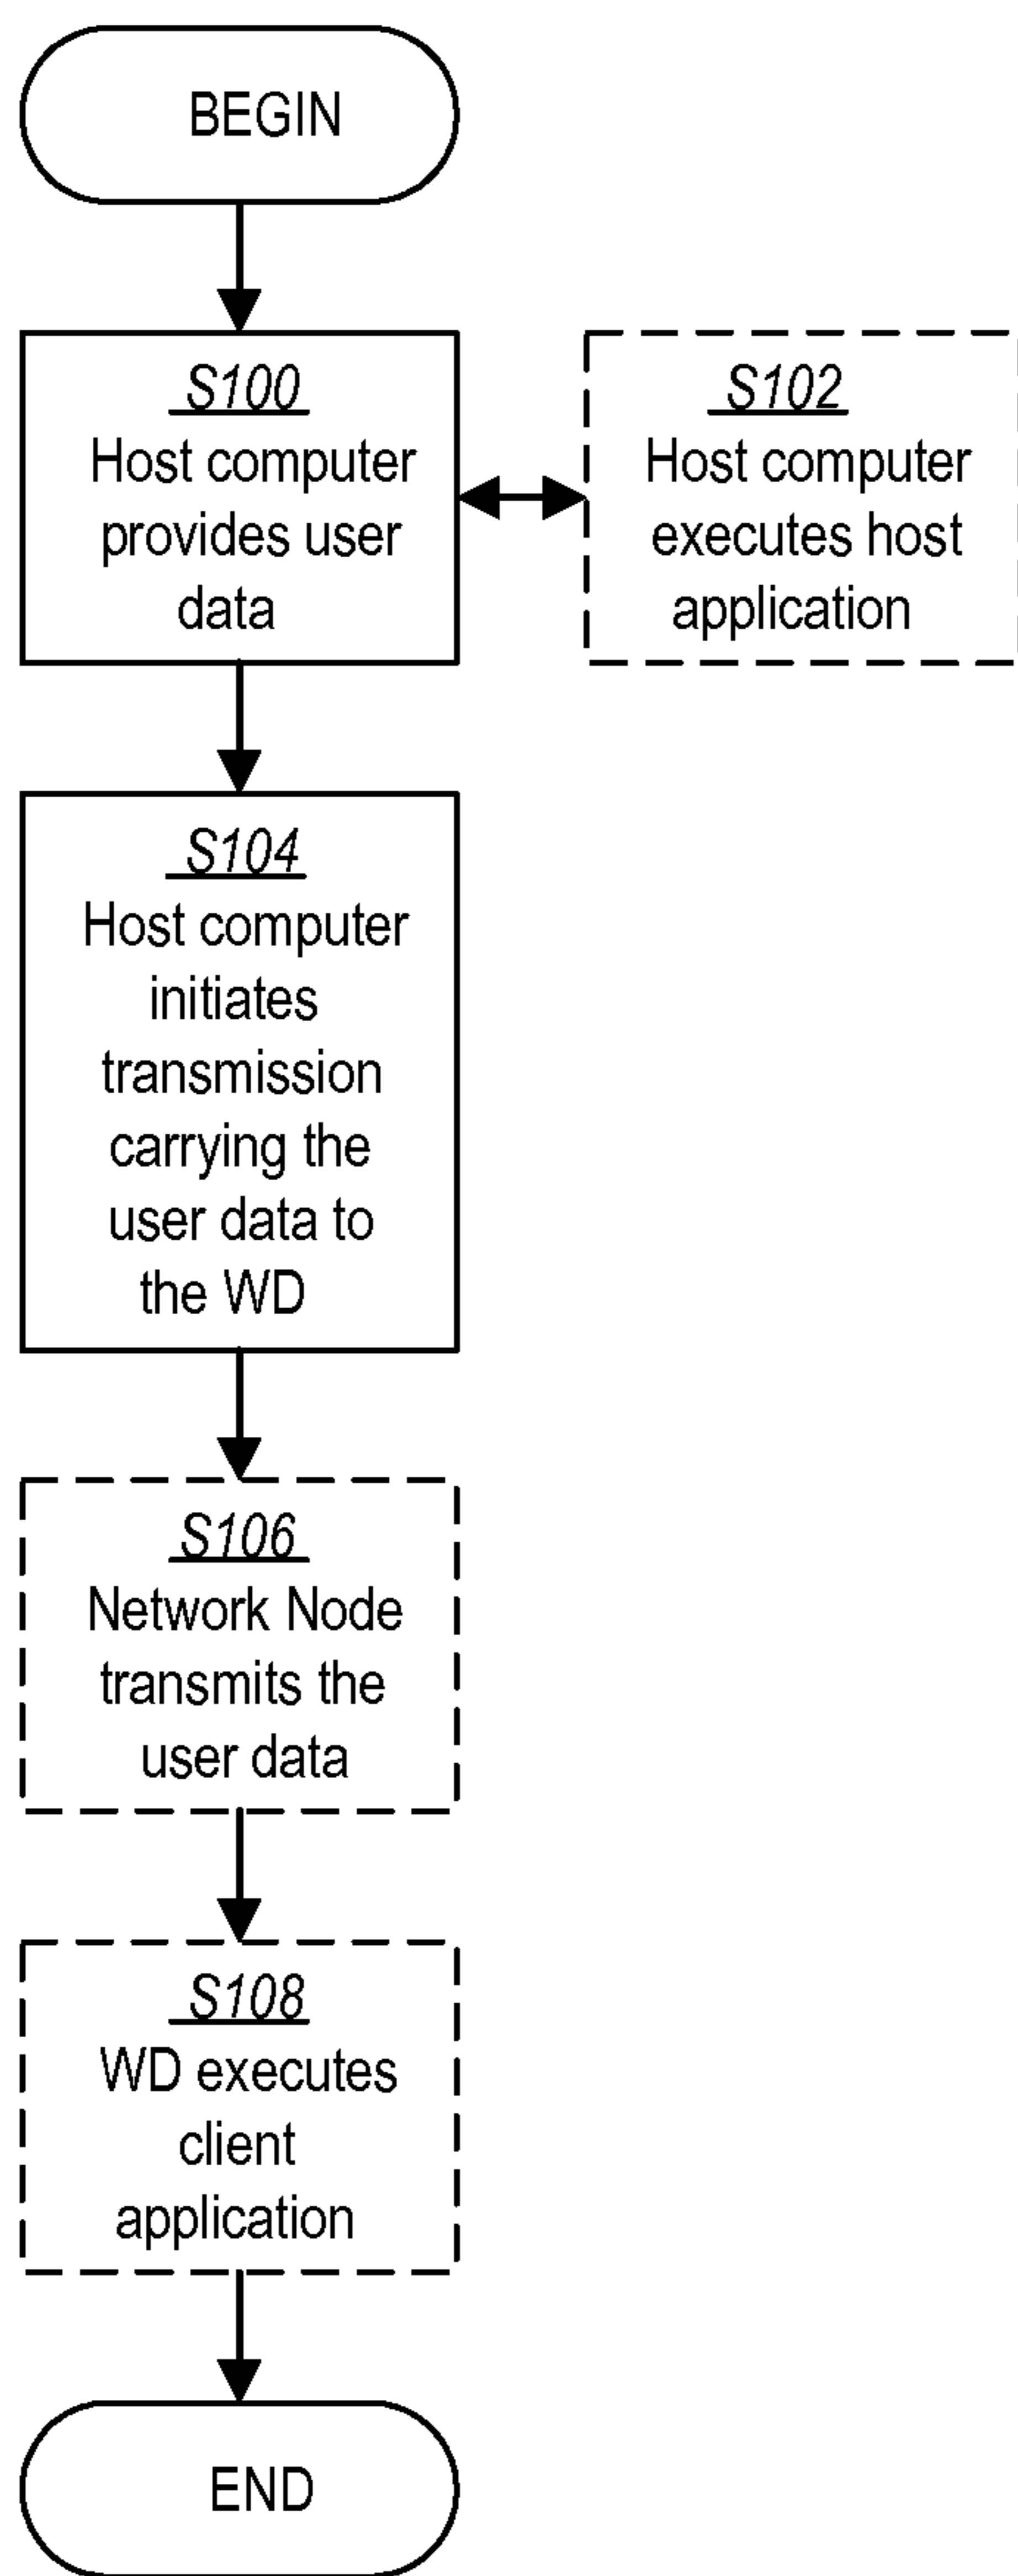 BEGIN
S100
Host computer
provides user
data
S102
Host computer
executes host
application
S104
Host computer
initiates
transmission
carrying the
user data to
the WD
S106
Network Node
transmits the
user data
S108
WD executes
client
application
END